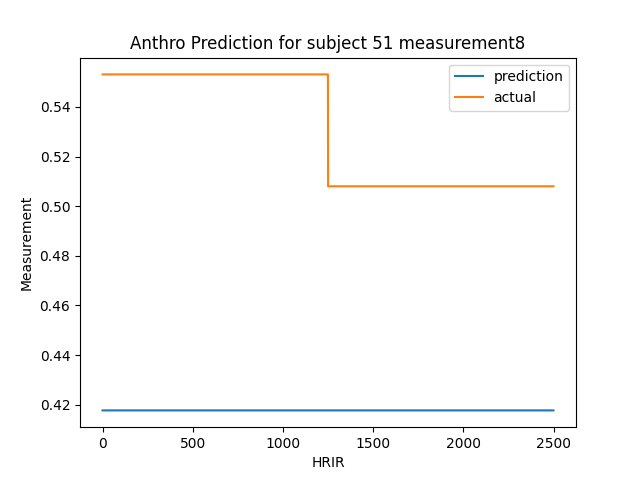 Anthro Prediction for subject 51 measurement8
prediction
actual
0.54
0.52
0.50
0.48
0.46
0.44
0.42
Measurement
0
500
1000
1500
2000
2500
HRIR